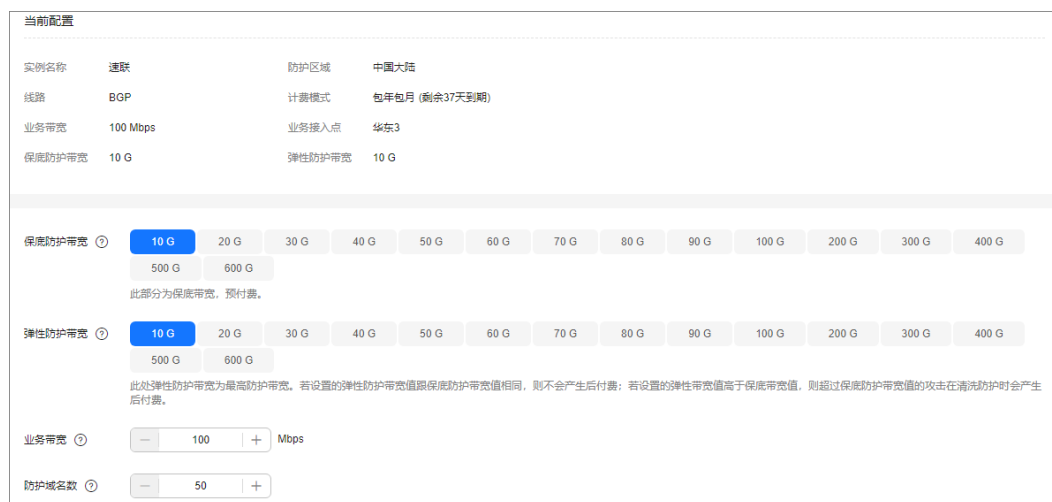 当前配置
实例名称 速联 防护区域 中国大陆
线路 BGP 计费模式 包年包月 (剩余37天到期)
业务带宽 100 Mbps 业务接入点 华东3
保底防护带宽 10 G 弹性防护带宽 10 G
保底防护带宽 ? 10 G 20 G 30 G 40 G 50 G 60 G 70 G 80 G 90 G 100 G 200 G 300 G 400 G
500 G 600 G
此部分为保底带宽，预付费。
弹性防护带宽 ? 10 G 20 G 30 G 40 G 50 G 60 G 70 G 80 G 90 G 100 G 200 G 300 G 400 G
500 G 600 G
此处弹性防护带宽为最高防护带宽。若设置的弹性防护带宽值跟保底防护带宽值相同，则不会产生后付费；若设置的弹性带宽值高于保底带宽值，则超过保底防护带宽值的攻击在清洗防护时会产生
后付费。
业务带宽 ? — 100 + Mbps
防护域名数 ? — 50 +